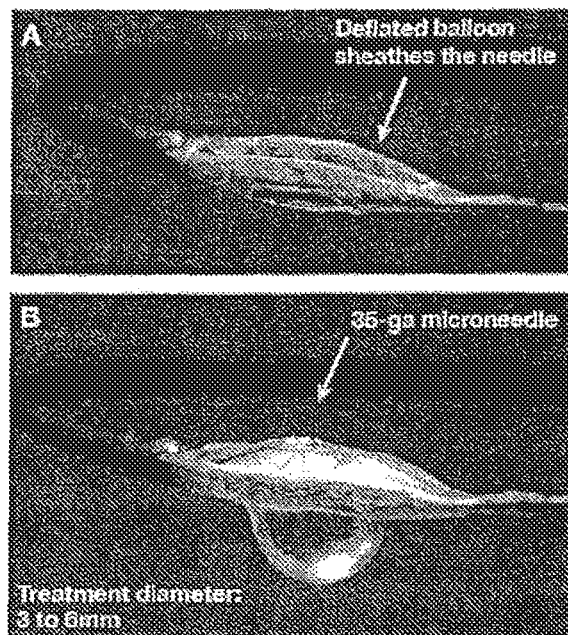 A
Deflated balloon
sheathes the needle
B
35-ga microneedle
Treatment diameter:
3 to 6mm